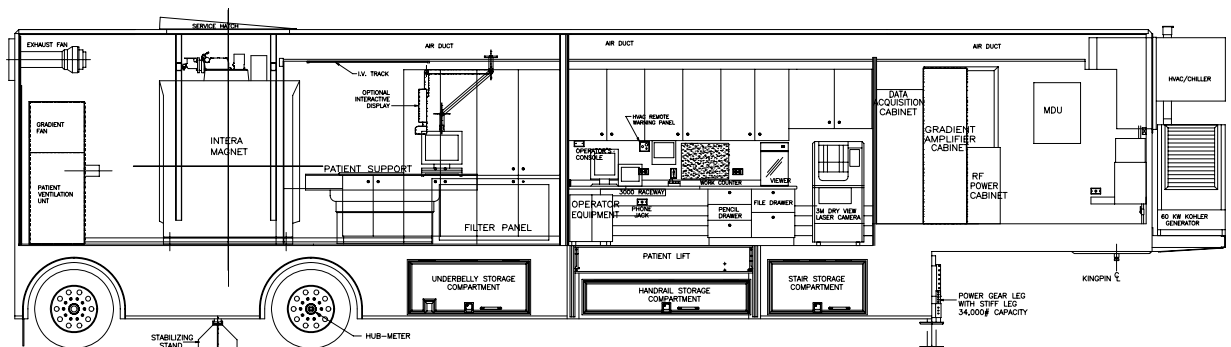 SERVICE HATCH
EXHAUST FAN
AIR DUCT
AIR DUCT
AIR DUCT
HVAC/CHILLER
I.V. TRACK
OPTIONAL
INTERACTIVE
DISPLAY
GRADIENT
FAN
INTERA
MAGNET
PATIENT
VENTILATION
UNIT
PATIENT SUPPORT
FILTER PANEL
HVAC REMOTE
WARNING PANEL
OPERATOR'S
CONSOLE
WORK COUNTER
VIEWER
3000 RACEWAY
OPERATOR
EQUIPMENT
PHONE
JACK
PENCIL
DRAWER
FILE DRAWER
3M DRY VIEW
LASER CAMERA
DATA
ACQUISITION
CABINET
GRADIENT
AMPLIFIER
CABINET
RF
POWER
CABINET
MDU
60 KW KOHLER
GENERATOR
UNDERBELLY STORAGE
COMPARTMENT
PATIENT LIFT
HANDRAIL STORAGE
COMPARTMENT
STAIR STORAGE
COMPARTMENT
KINGPIN ℄
POWER GEAR LEG
WITH STIFF LEG
34,000# CAPACITY
STABILIZING
STAND
HUB-METER